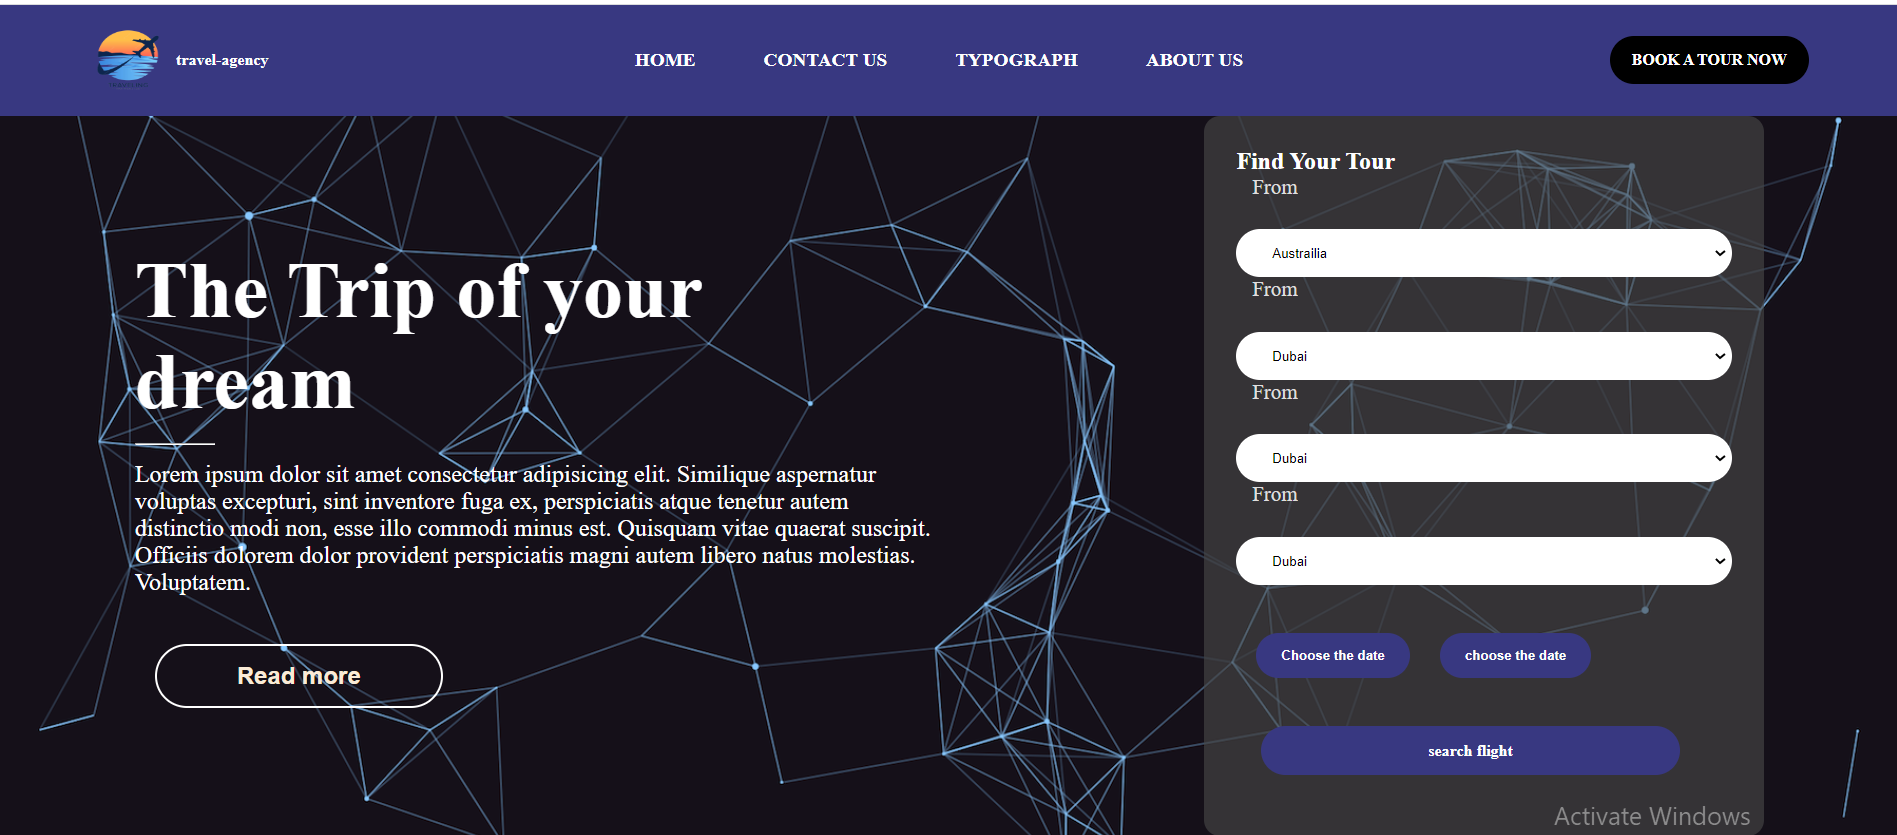 travel-agency
HOME
CONTACT US
TYPOGRAPH
ABOUT US
BOOK A TOUR NOW
The Trip of your
dream
Lorem ipsum dolor sit amet consectetur adipisicing elit. Similique aspernatur
voluptas excepturi, sint inventore fuga ex, perspiciatis atque tenetur autem
distinctio modi non, esse illo commodi minus est. Quisquam vitae quaerat suscipit.
Officiis dolorem dolor provident perspiciatis magni autem libero natus molestias.
Voluptatem.
Read more
Find Your Tour
From
Austrailia
From
Dubai
From
Dubai
From
Dubai
Choose the date
choose the date
search flight
Activate Windows